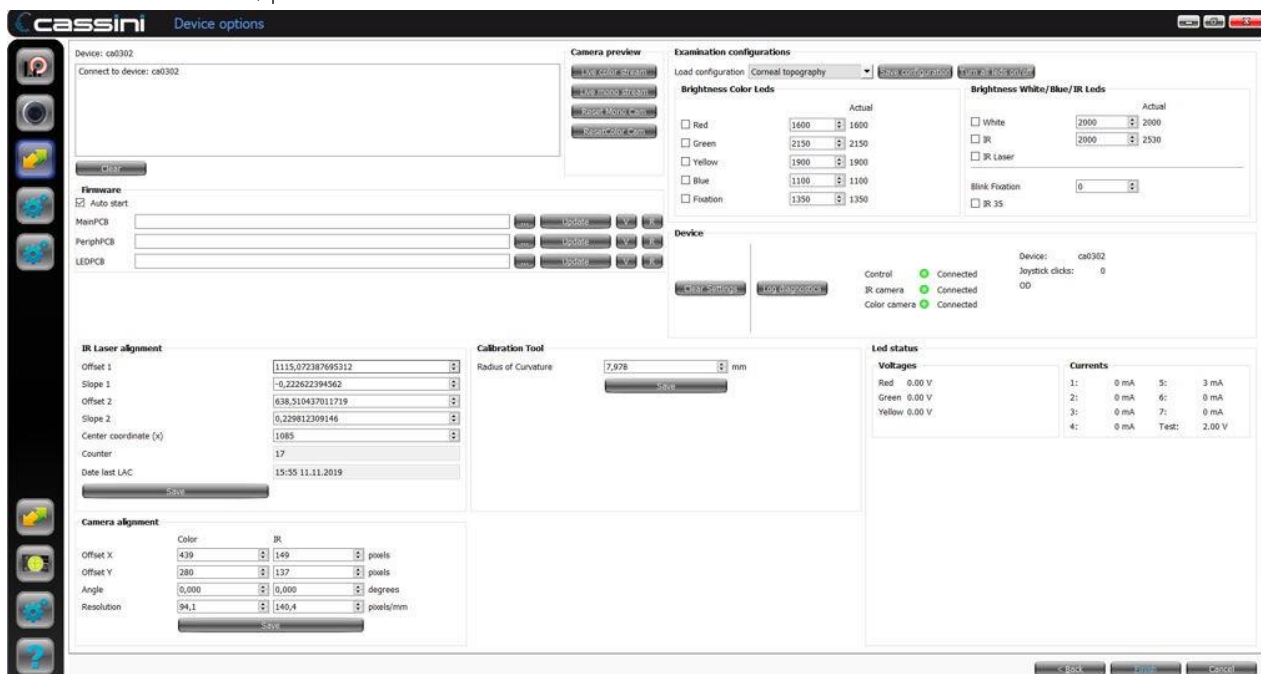 cassini Device options
Device: ca0302
Connect to device: ca0302
Clear
Camera preview
Live color stream
Live mono stream
Reset Mono Cam
ResetColor Cam
Firmware
Auto start
MainPCB ... Update V R
PeriphPCB ... Update V R
LEDPCB ... Update V R
Examination configurations
Load configuration Corneal topography Save configuration Turn all leds on/off
Brightness Color Leds
Actual
Red 1600 1600
Green 2150 2150
Yellow 1900 1900
Blue 1100 1100
Fixation 1350 1350
Brightness White/Blue/IR Leds
Actual
White 2000 2000
IR 2000 2530
IR Laser
Blink Fixation 0
IR 35
Device
Clear Settings Log diagnostics
Control Connected
IR camera Connected
Color camera Connected
Device: ca0302
Joystick clicks: 0
OD
IR Laser alignment
Offset 1 1115,072387695312
Slope 1 -0,222622394562
Offset 2 638,510437011719
Slope 2 0,229812309146
Center coordinate (x) 1085
Counter 17
Date last LAC 15:55 11.11.2019
Save
Calibration Tool
Radius of Curvature 7,978 mm
Save
Led status
Voltages
Red 0.00 V
Green 0.00 V
Yellow 0.00 V
Currents
1: 0 mA 5: 3 mA
2: 0 mA 6: 0 mA
3: 0 mA 7: 0 mA
4: 0 mA Test: 2.00 V
Camera alignment
Color IR
Offset X 439 149 pixels
Offset Y 280 137 pixels
Angle 0,000 0,000 degrees
Resolution 94,1 140,4 pixels/mm
Save
< Back Finish Cancel